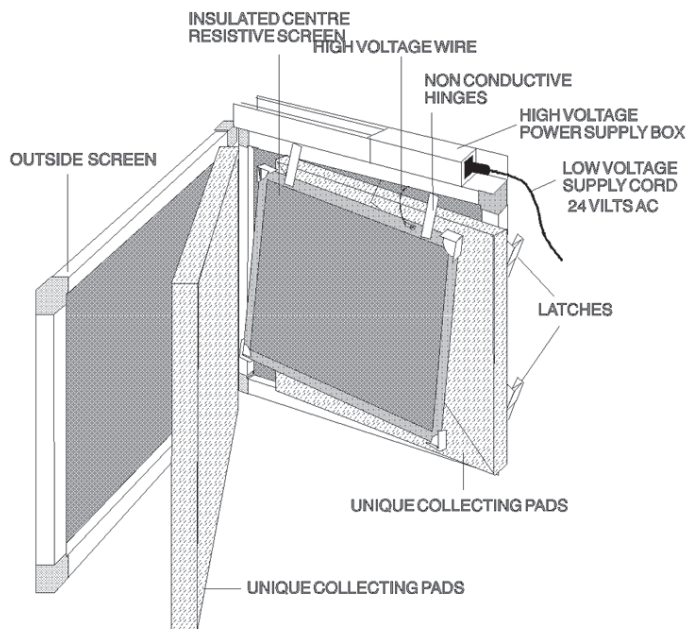 INSULATED CENTRE
RESISTIVE SCREEN
HIGH VOLTAGE WIRE
NON CONDUCTIVE
HINGES
HIGH VOLTAGE
POWER SUPPLY BOX
OUTSIDE SCREEN
LOW VOLTAGE
SUPPLY CORD
24 VILTS AC
LATCHES
UNIQUE COLLECTING PADS
UNIQUE COLLECTING PADS